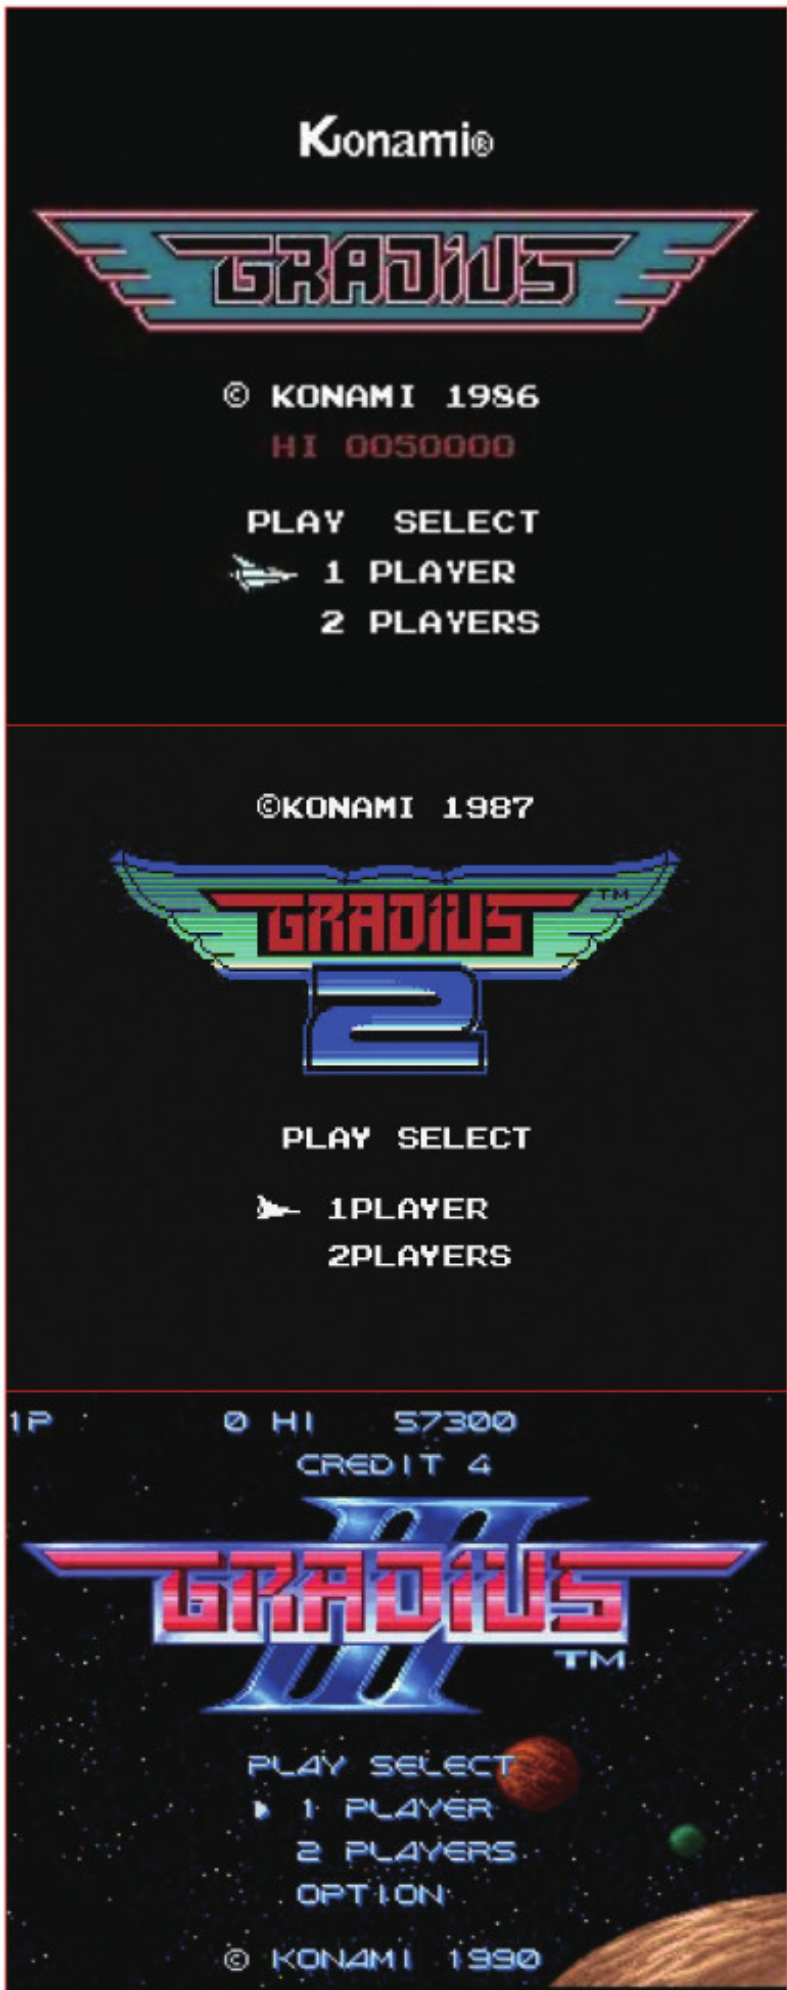 Konami®
GRADIUS
© KONAMI 1986
HI 0050000
PLAY SELECT
1 PLAYER
2 PLAYERS
©KONAMI 1987
GRADIUS TM
2
PLAY SELECT
1PLAYER
2PLAYERS
1P 0 HI 57300
CREDIT 4
GRADIUS
III
TM
PLAY SELECT
1 PLAYER
2 PLAYERS
OPTION
© KONAMI 1990